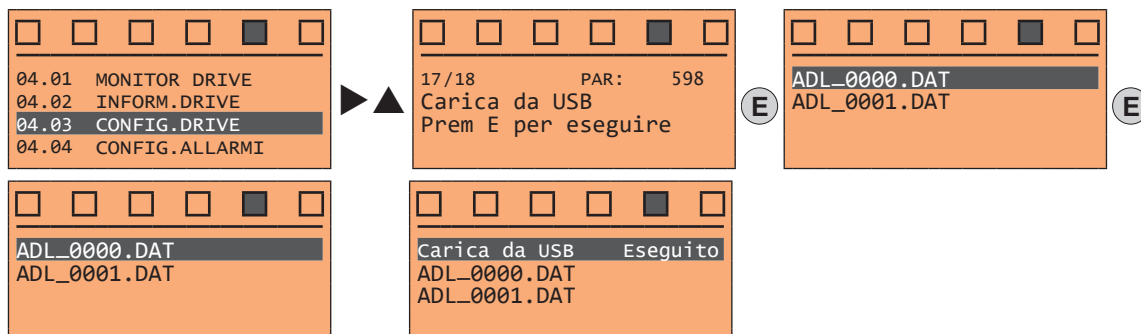 04.01 MONITOR DRIVE
04.02 INFORM.DRIVE
04.03 CONFIG.DRIVE
04.04 CONFIG.ALLARMI
17/18 PAR: 598
Carica da USB
Prem E per eseguire
E
ADL_0000.DAT
ADL_0001.DAT
E
ADL_0000.DAT
ADL_0001.DAT
Carica da USB Eseguito
ADL_0000.DAT
ADL_0001.DAT